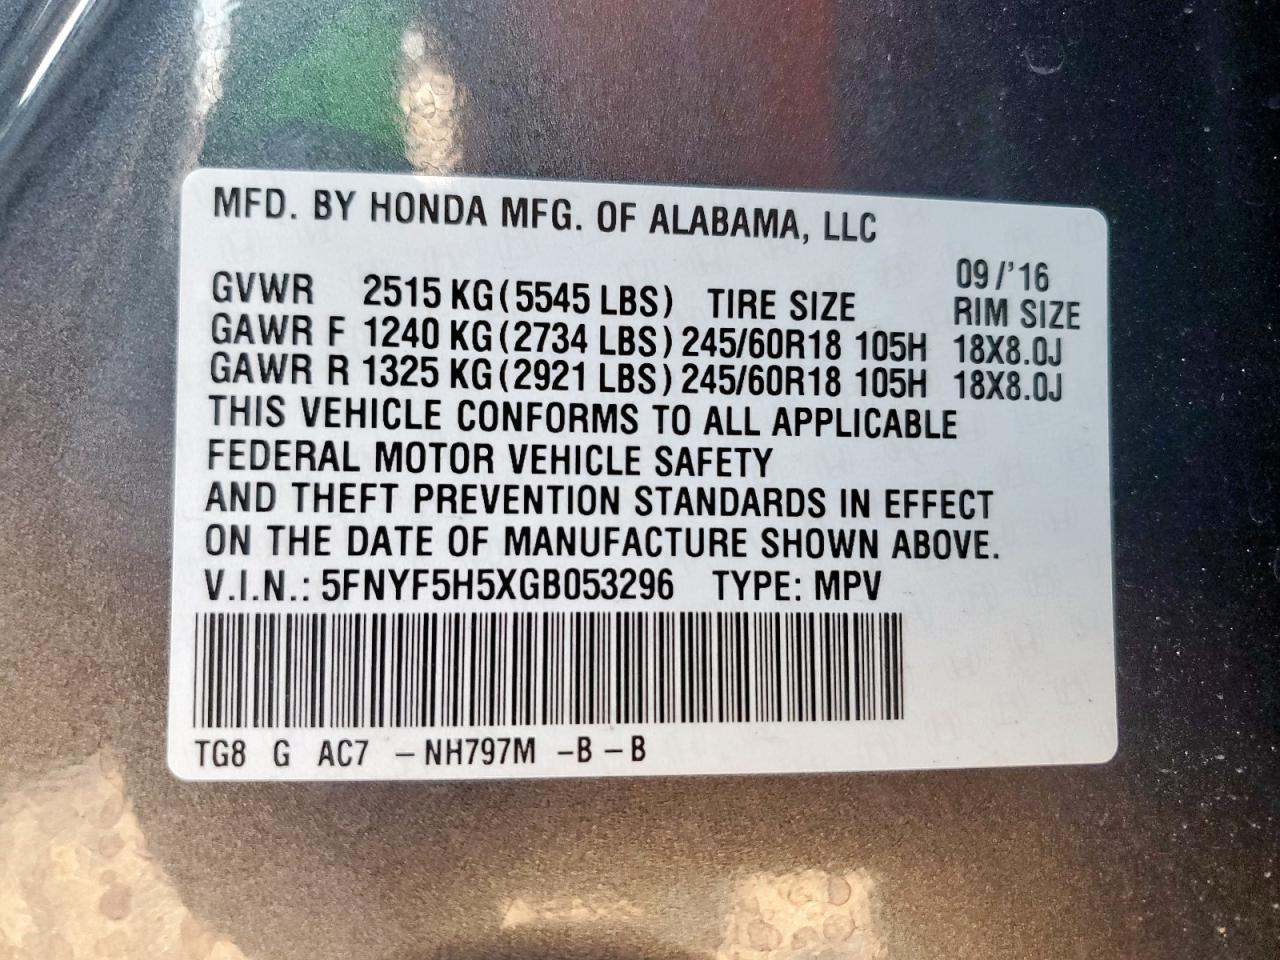 MFD. BY HONDA MFG. OF ALABAMA, LLC
09/'16
GVWR 2515 KG (5545 LBS) TIRE SIZE RIM SIZE
GAWR F 1240 KG (2734 LBS) 245/60R18 105H 18X8.0J
GAWR R 1325 KG (2921 LBS) 245/60R18 105H 18X8.0J
THIS VEHICLE CONFORMS TO ALL APPLICABLE
FEDERAL MOTOR VEHICLE SAFETY
AND THEFT PREVENTION STANDARDS IN EFFECT
ON THE DATE OF MANUFACTURE SHOWN ABOVE.
V.I.N.: 5FNYF5H5XGB053296 TYPE: MPV
TG8 G AC7 – NH797M – B – B